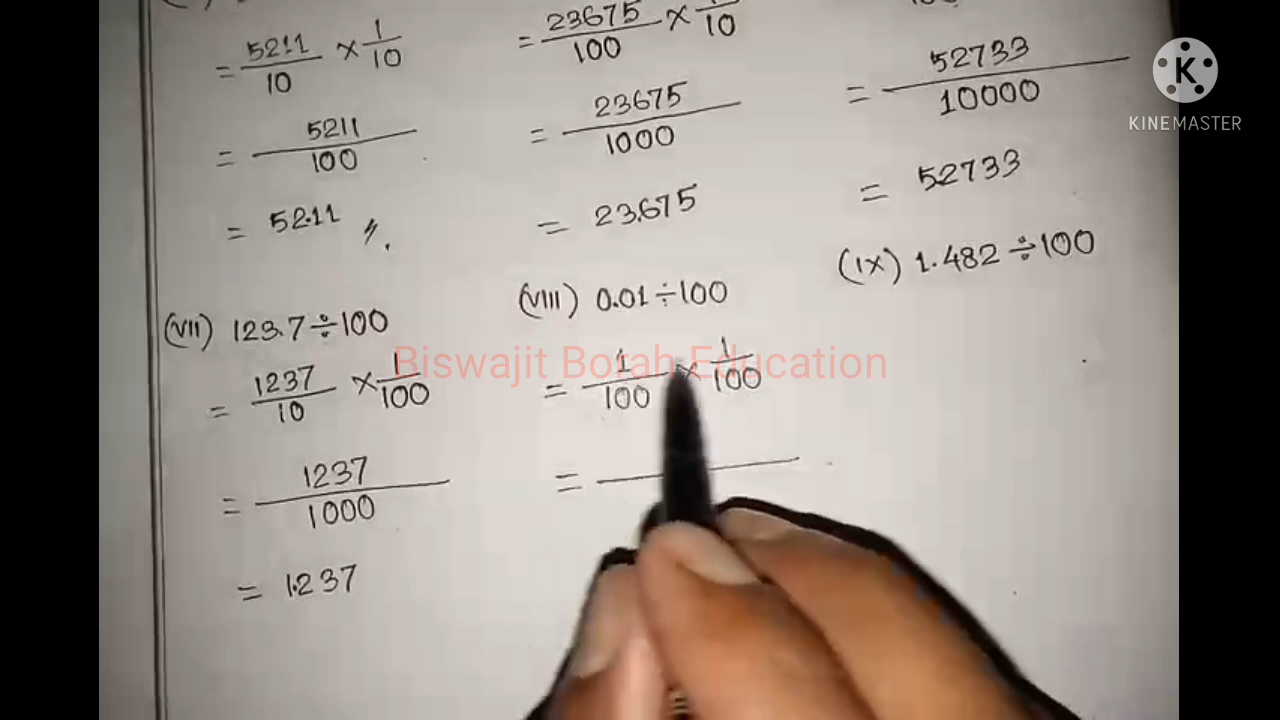 = 5211/10 × 1/10
= 5211/100
= 52.11 〃.
= 23675/100 × 1/10
= 23675/1000
= 23.675
= 52733/10000
= 52733
(VII) 123.7÷100
= 1237/10 × 1/100
= 1237/1000
= 1.237
(VIII) 0.01÷100
= 1/100 × 1/100
=
(IX) 1.482÷100
Biswajit Borah Education
K
KINEMASTER